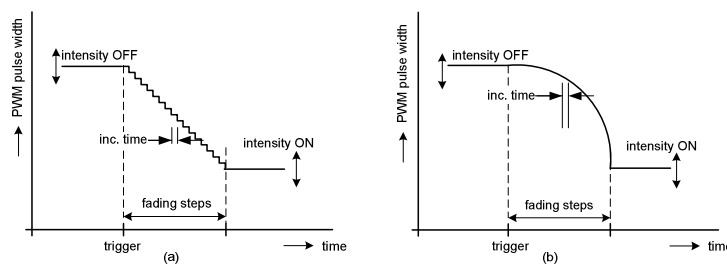 PWM pulse width
intensity OFF
inc. time
intensity ON
fading steps
trigger
time
(a)
PWM pulse width
intensity OFF
inc. time
intensity ON
fading steps
trigger
time
(b)